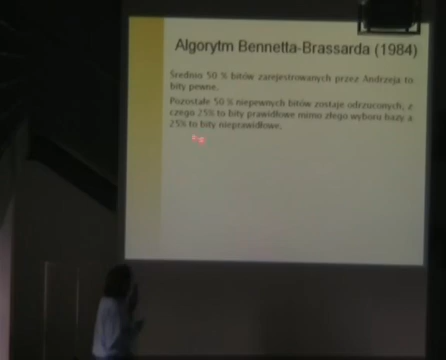 Algorytm Bennetta-Brassarda (1984)
Średnio 50 % bitów zarejestrowanych przez Andrzeja to
bity pewne.
Pozostałe 50 % niepewnych bitów zostaje odrzuconych, z
czego 25% to bity prawidłowe mimo złego wyboru bazy a
25% to bity nieprawidłowe.